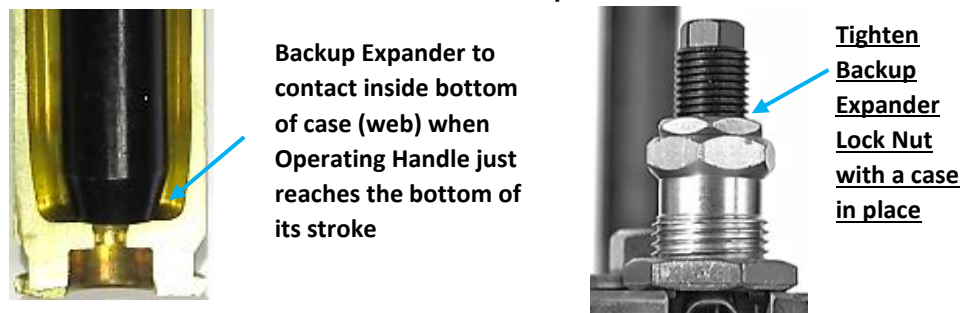 Backup Expander to
contact inside bottom
of case (web) when
Operating Handle just
reaches the bottom of
its stroke
Tighten
Backup
Expander
Lock Nut
with a case
in place